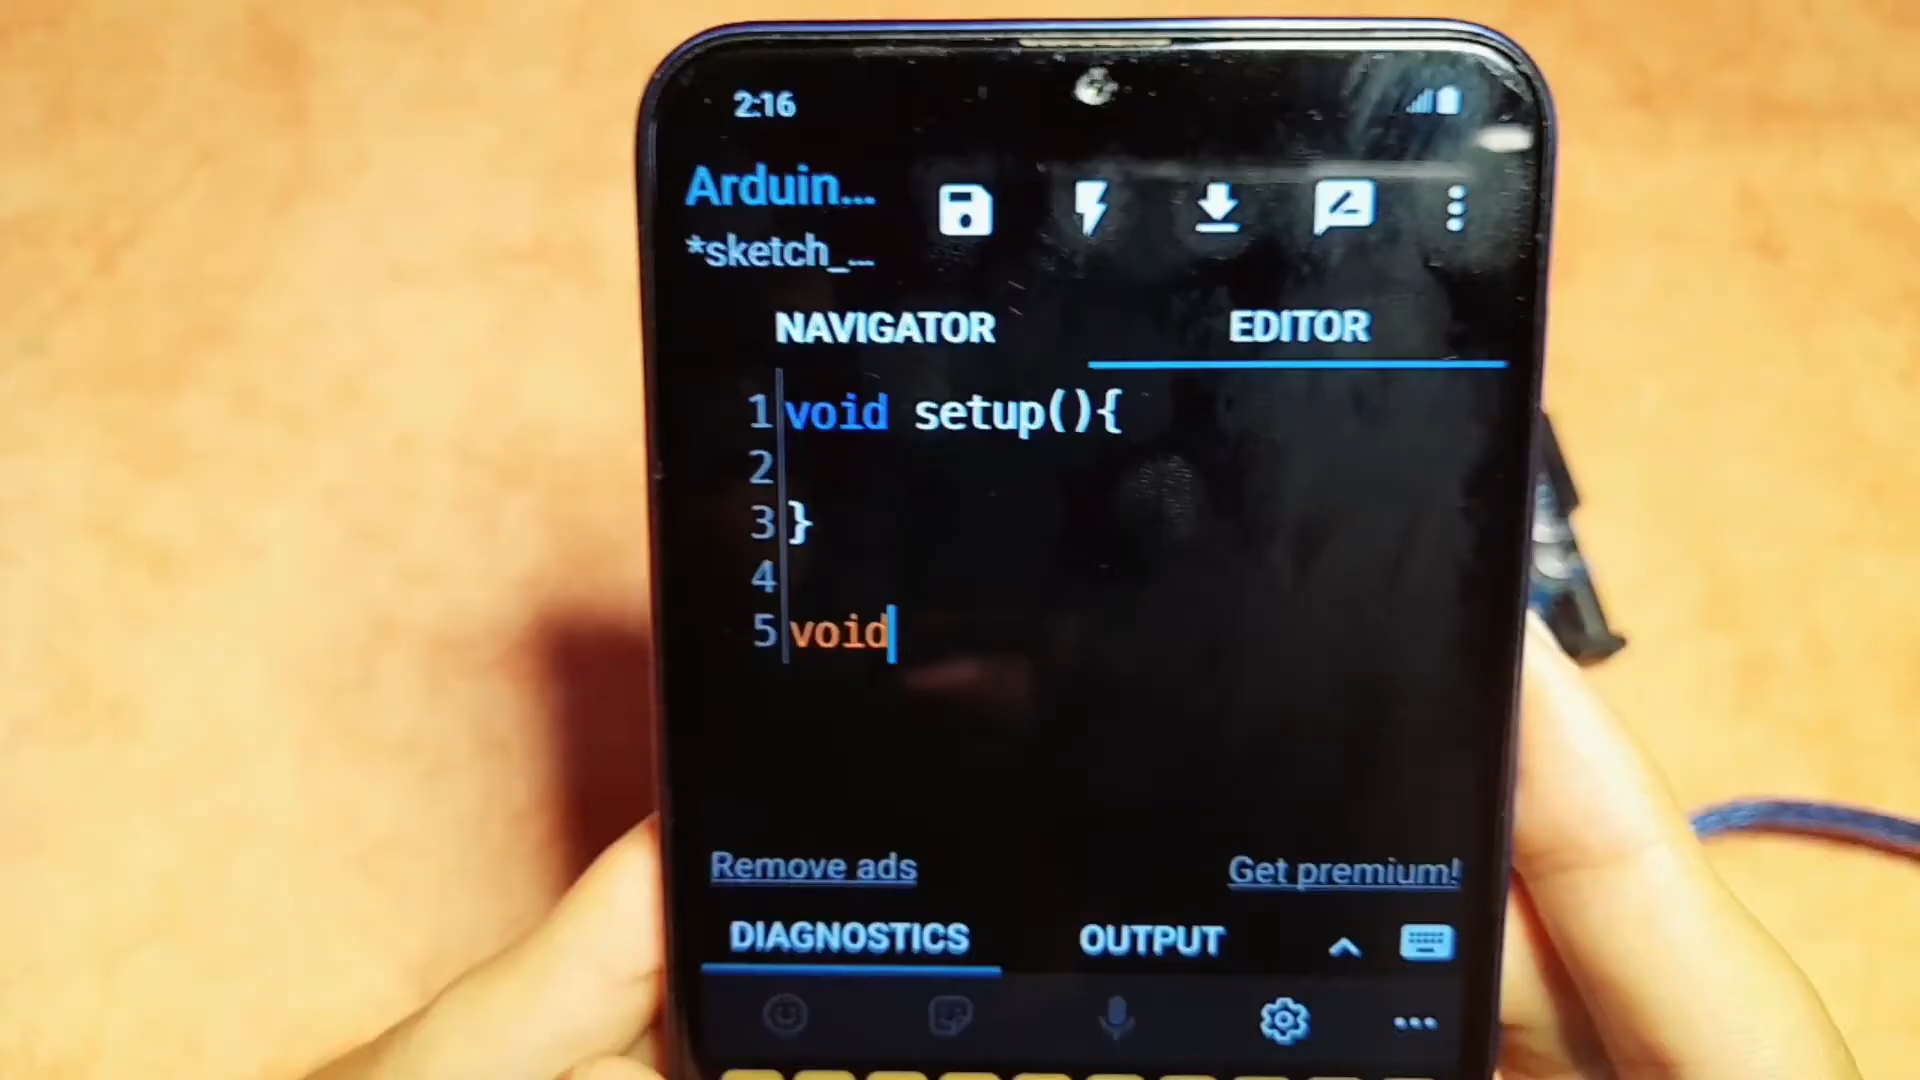 2:16
Arduin...
*sketch_...
NAVIGATOR EDITOR
1 void setup(){
2
3 }
4
5 void
Remove ads Get premium!
DIAGNOSTICS OUTPUT